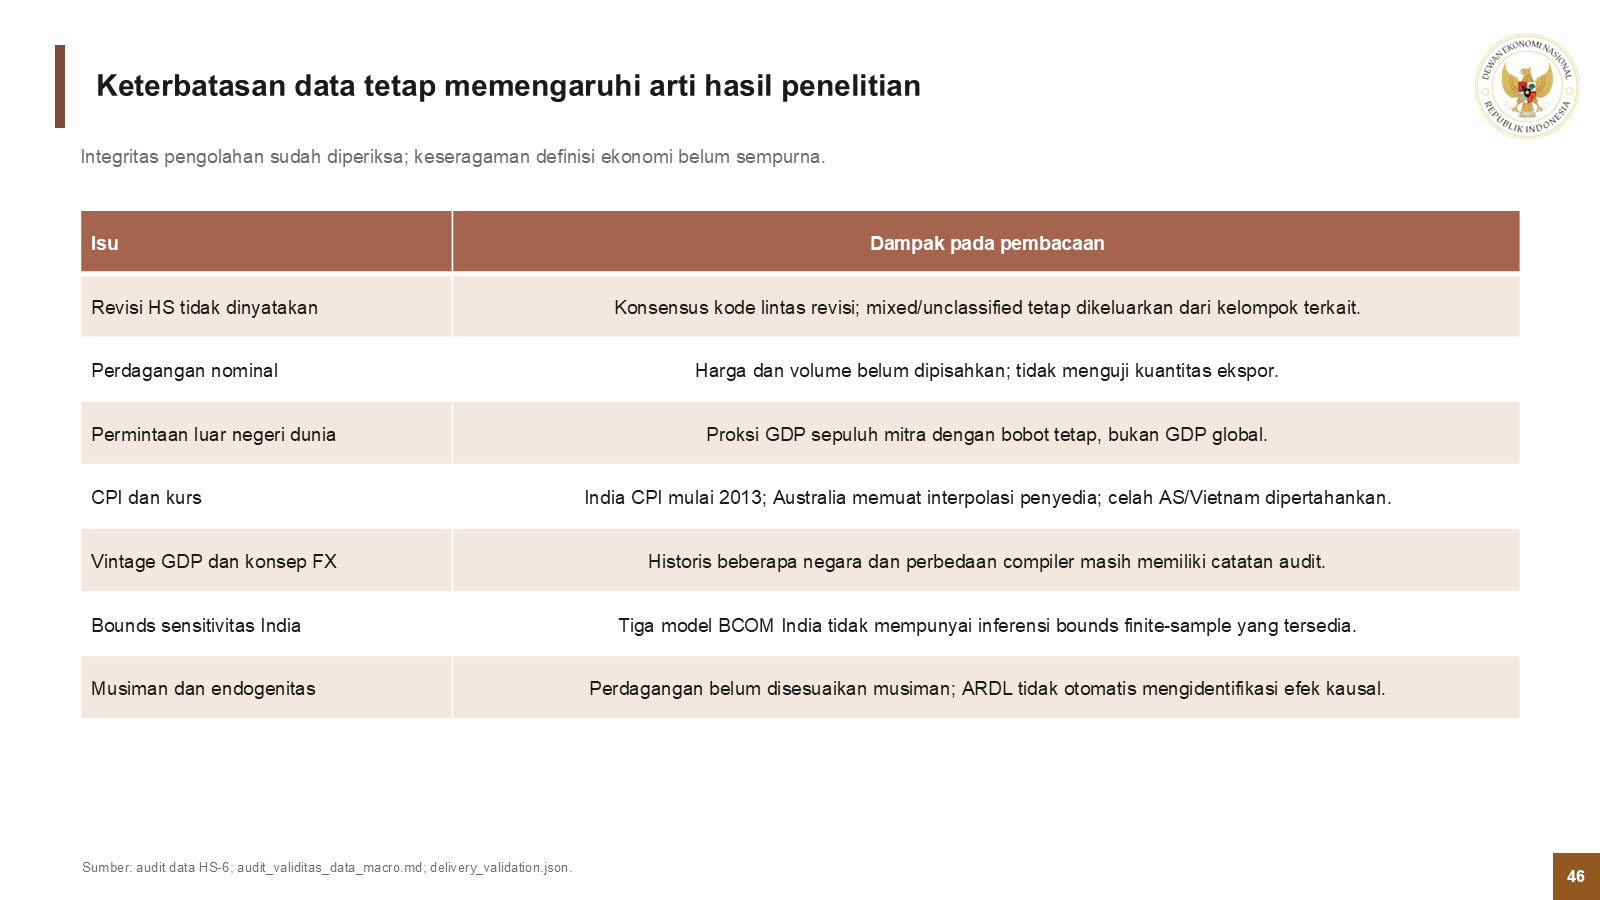 Keterbatasan data tetap memengaruhi arti hasil penelitian
DEWAN EKONOMI NASIONAL
REPUBLIK INDONESIA
Integritas pengolahan sudah diperiksa; keseragaman definisi ekonomi belum sempurna.
Isu
Dampak pada pembacaan
Revisi HS tidak dinyatakan
Konsensus kode lintas revisi; mixed/unclassified tetap dikeluarkan dari kelompok terkait.
Perdagangan nominal
Harga dan volume belum dipisahkan; tidak menguji kuantitas ekspor.
Permintaan luar negeri dunia
Proksi GDP sepuluh mitra dengan bobot tetap, bukan GDP global.
CPI dan kurs
India CPI mulai 2013; Australia memuat interpolasi penyedia; celah AS/Vietnam dipertahankan.
Vintage GDP dan konsep FX
Historis beberapa negara dan perbedaan compiler masih memiliki catatan audit.
Bounds sensitivitas India
Tiga model BCOM India tidak mempunyai inferensi bounds finite-sample yang tersedia.
Musiman dan endogenitas
Perdagangan belum disesuaikan musiman; ARDL tidak otomatis mengidentifikasi efek kausal.
Sumber: audit data HS-6; audit_validitas_data_macro.md; delivery_validation.json.
46